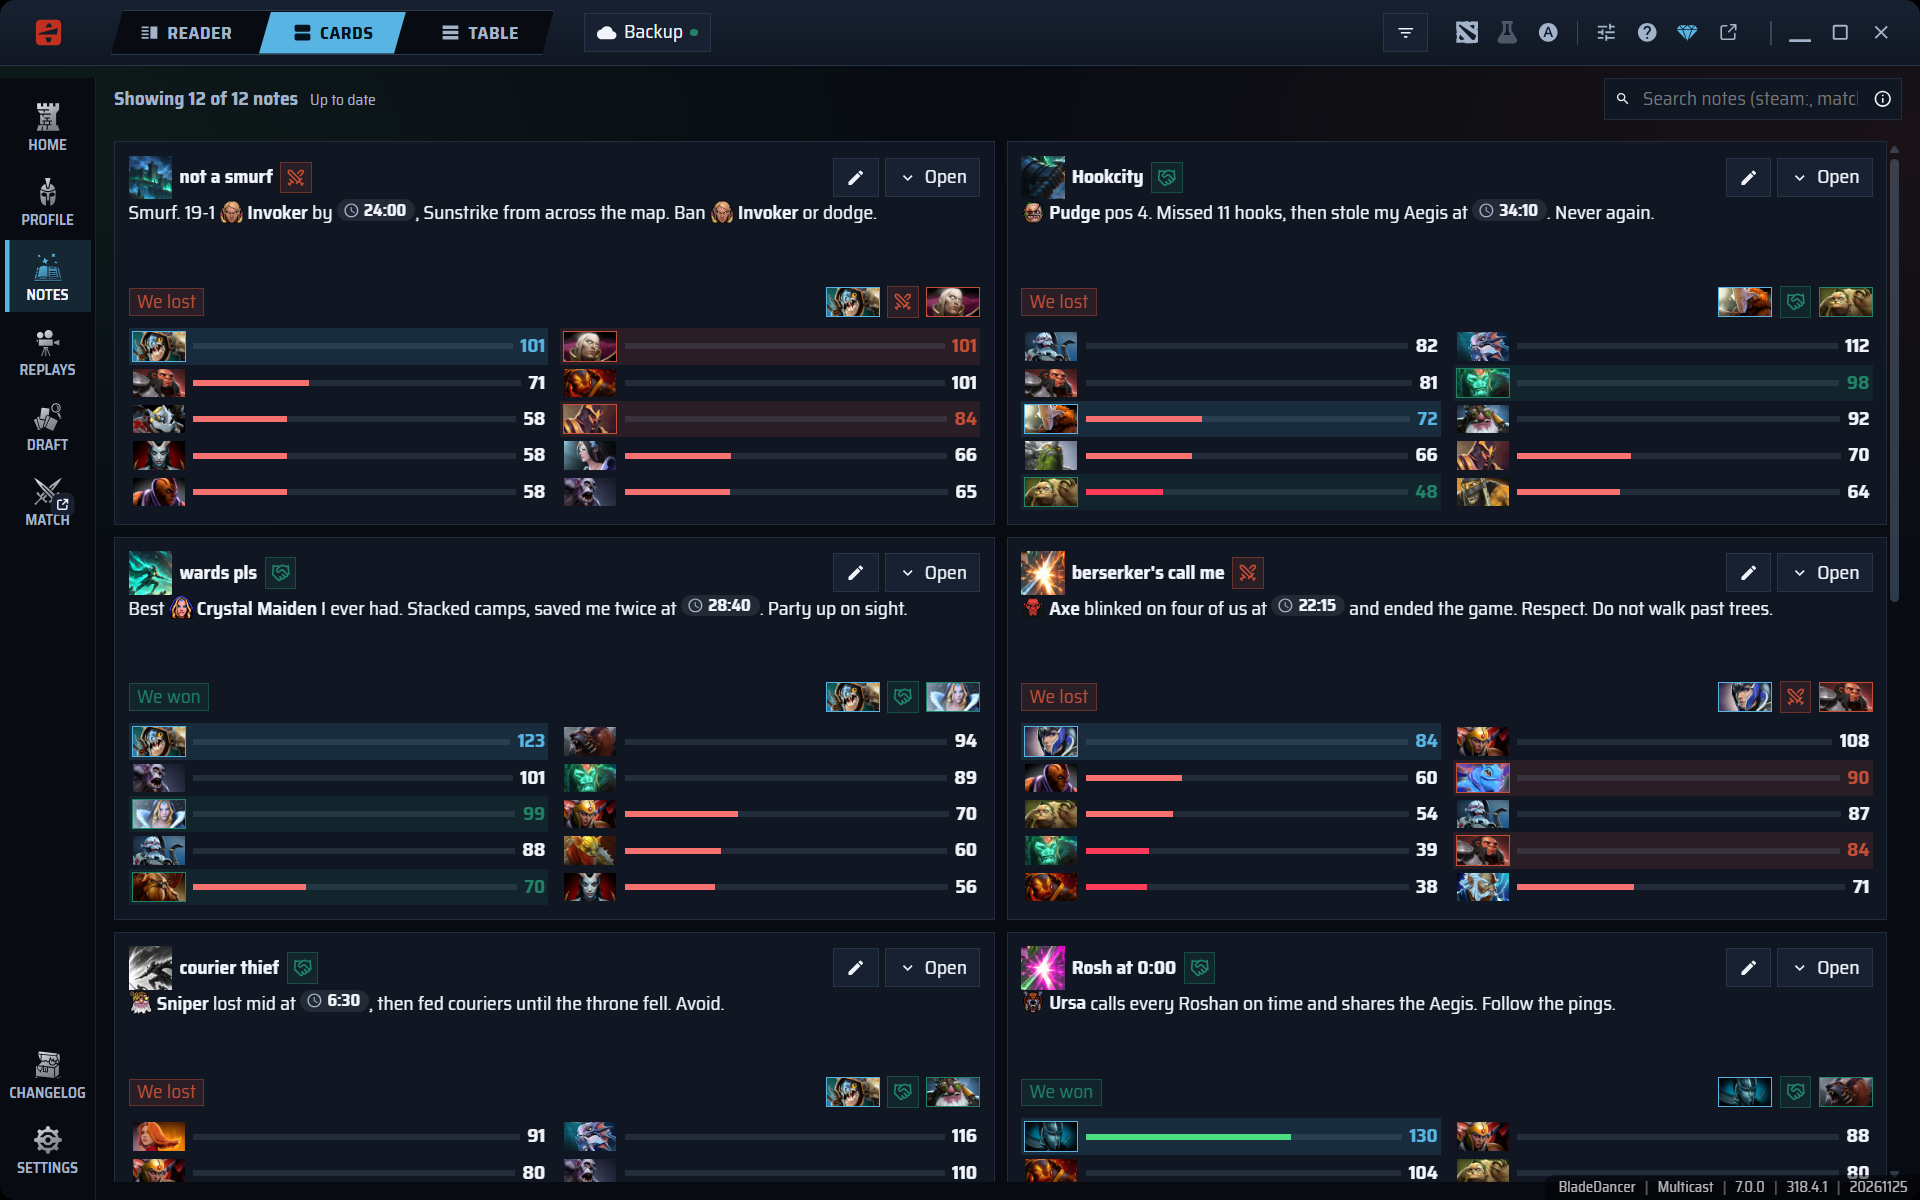 READER
CARDS
TABLE
Backup
A
HOME
PROFILE
NOTES
REPLAYS
DRAFT
MATCH
CHANGELOG
SETTINGS
Showing 12 of 12 notes Up to date
Search notes (steam:, matc
not a smurf
Open
Smurf. 19-1 Invoker by 24:00 , Sunstrike from across the map. Ban Invoker or dodge.
We lost
101 101
71 101
58 84
58 66
58 65
Hookcity
Open
Pudge pos 4. Missed 11 hooks, then stole my Aegis at 34:10 . Never again.
We lost
82 112
81 98
72 92
66 70
48 64
wards pls
Open
Best Crystal Maiden I ever had. Stacked camps, saved me twice at 28:40 . Party up on sight.
We won
123 94
101 89
99 70
88 60
70 56
berserker's call me
Open
Axe blinked on four of us at 22:15 and ended the game. Respect. Do not walk past trees.
We lost
84 108
60 90
54 87
39 84
38 71
courier thief
Open
Sniper lost mid at 6:30 , then fed couriers until the throne fell. Avoid.
We lost
91 116
80 110
Rosh at 0:00
Open
Ursa calls every Roshan on time and shares the Aegis. Follow the pings.
We won
130 88
104 80
BladeDancer | Multicast | 7.0.0 | 318.4.1 | 20261125